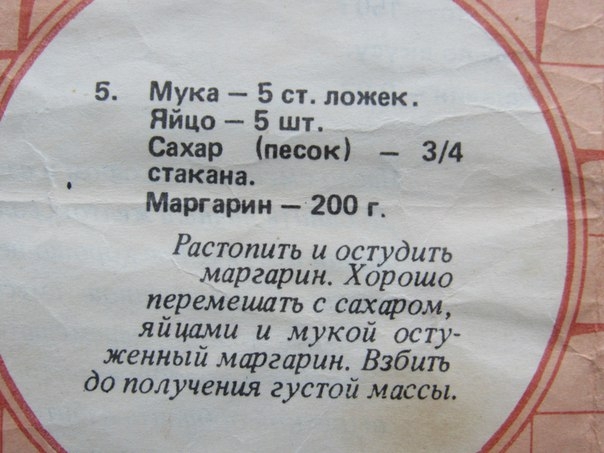 5. Мука — 5 ст. ложек.
Яйцо — 5 шт.
Сахар (песок) — 3/4
стакана.
Маргарин — 200 г.
Растопить и остудить
маргарин. Хорошо
перемешать с сахаром,
яйцами и мукой осту-
женный маргарин. Взбить
до получения густой массы.